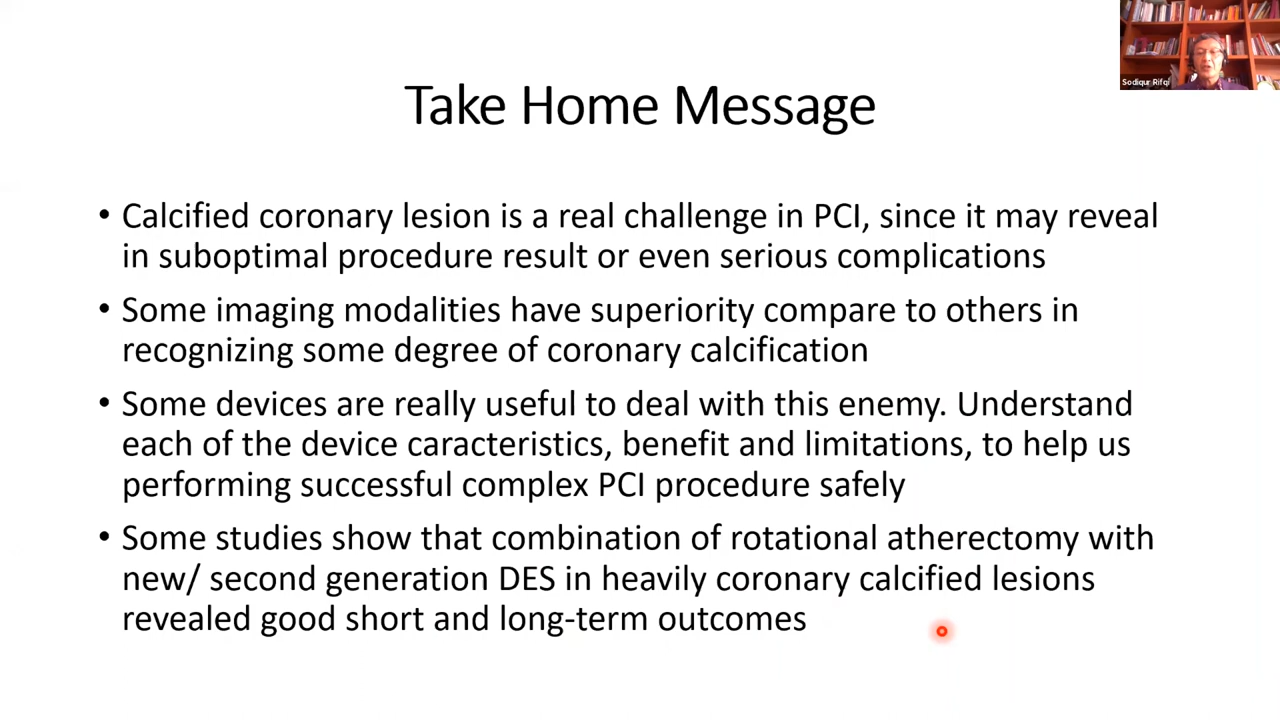 Sodiqur Rifqi
Take Home Message
• Calcified coronary lesion is a real challenge in PCI, since it may reveal
in suboptimal procedure result or even serious complications
• Some imaging modalities have superiority compare to others in
recognizing some degree of coronary calcification
• Some devices are really useful to deal with this enemy. Understand
each of the device caracteristics, benefit and limitations, to help us
performing successful complex PCI procedure safely
• Some studies show that combination of rotational atherectomy with
new/ second generation DES in heavily coronary calcified lesions
revealed good short and long-term outcomes